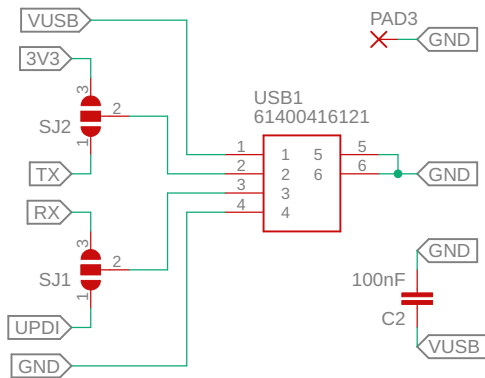 VUSB
PAD3
GND
3V3
3
2
SJ2
1
TX
USB1
61400416121
1
2
3
4
1
2
3
4
5
6
5
6
GND
RX
3
2
SJ1
1
UPDI
GND
GND
100nF
C2
VUSB